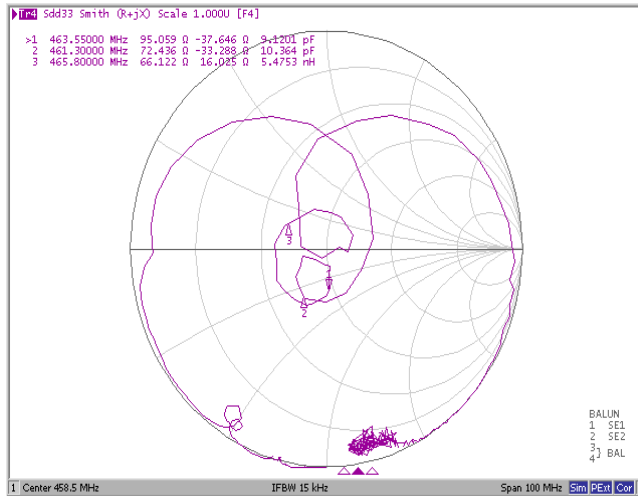 Tr4 Sdd33 Smith (R+jX) Scale 1.000U [F4]
>1 463.55000 MHz 95.059 Ω -37.646 Ω 9.1201 pF
2 461.30000 MHz 72.436 Ω -33.288 Ω 10.364 pF
3 465.80000 MHz 66.122 Ω 16.025 Ω 5.4753 nH
3
1
2
BALUN
1 SE1
2 SE2
3
4 BAL
1 Center 458.5 MHz IFBW 15 kHz Span 100 MHz Sim PExt Cor